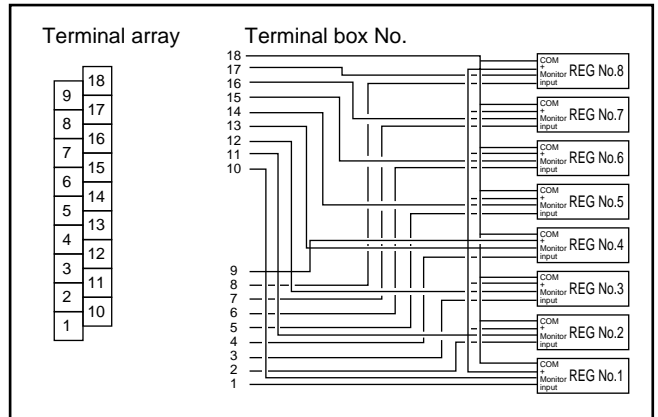 Terminal array
Terminal box No.
18
9
17
8
16
7
15
6
14
5
13
4
12
3
11
2
10
1
18
17
16
15
14
13
12
11
10
9
8
7
6
5
4
3
2
1
COM
+
Monitor
input
REG No.8
COM
+
Monitor
input
REG No.7
COM
+
Monitor
input
REG No.6
COM
+
Monitor
input
REG No.5
COM
+
Monitor
input
REG No.4
COM
+
Monitor
input
REG No.3
COM
+
Monitor
input
REG No.2
COM
+
Monitor
input
REG No.1